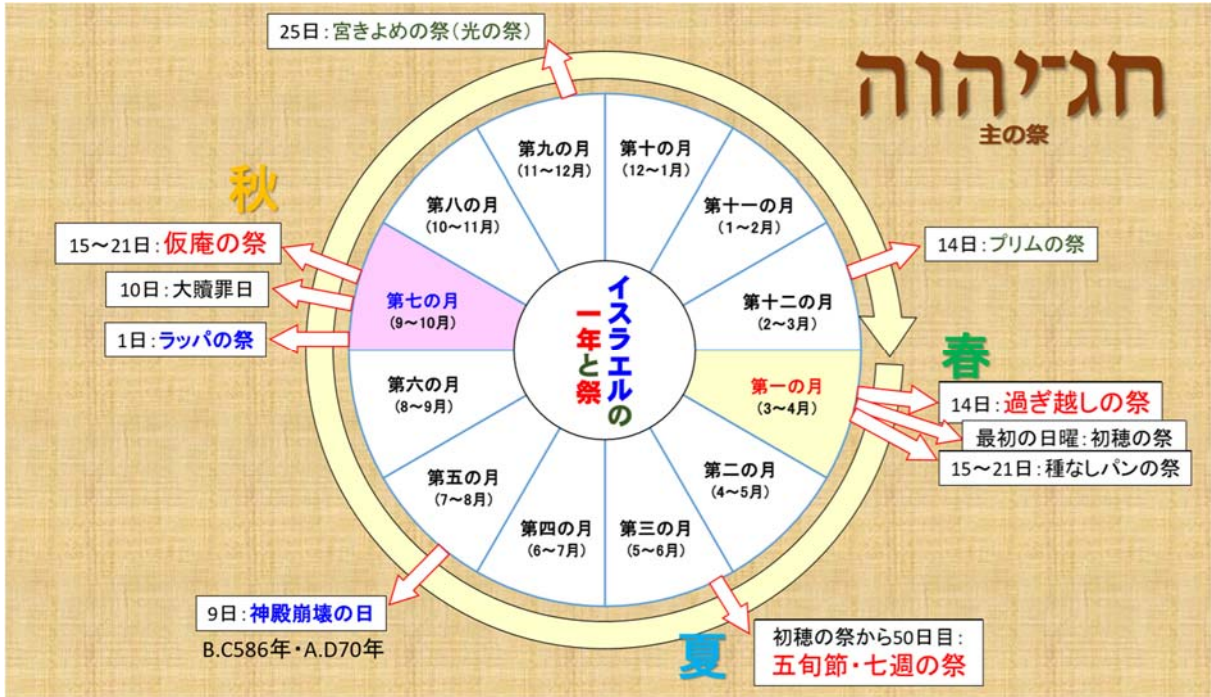 חג־יהוה
主の祭
25日：宮きよめの祭（光の祭）
秋
15～21日：仮庵の祭
10日：大贖罪日
1日：ラッパの祭
9日：神殿崩壊の日
B.C586年・A.D70年
夏
初穂の祭から50日目：
五旬節・七週の祭
14日：プリムの祭
春
14日：過ぎ越しの祭
最初の日曜：初穂の祭
15～21日：種なしパンの祭
イスラエルの
一年と祭
第一の月
（3～4月）
第二の月
（4～5月）
第三の月
（5～6月）
第四の月
（6～7月）
第五の月
（7～8月）
第六の月
（8～9月）
第七の月
（9～10月）
第八の月
（10～11月）
第九の月
（11～12月）
第十の月
（12～1月）
第十一の月
（1～2月）
第十二の月
（2～3月）